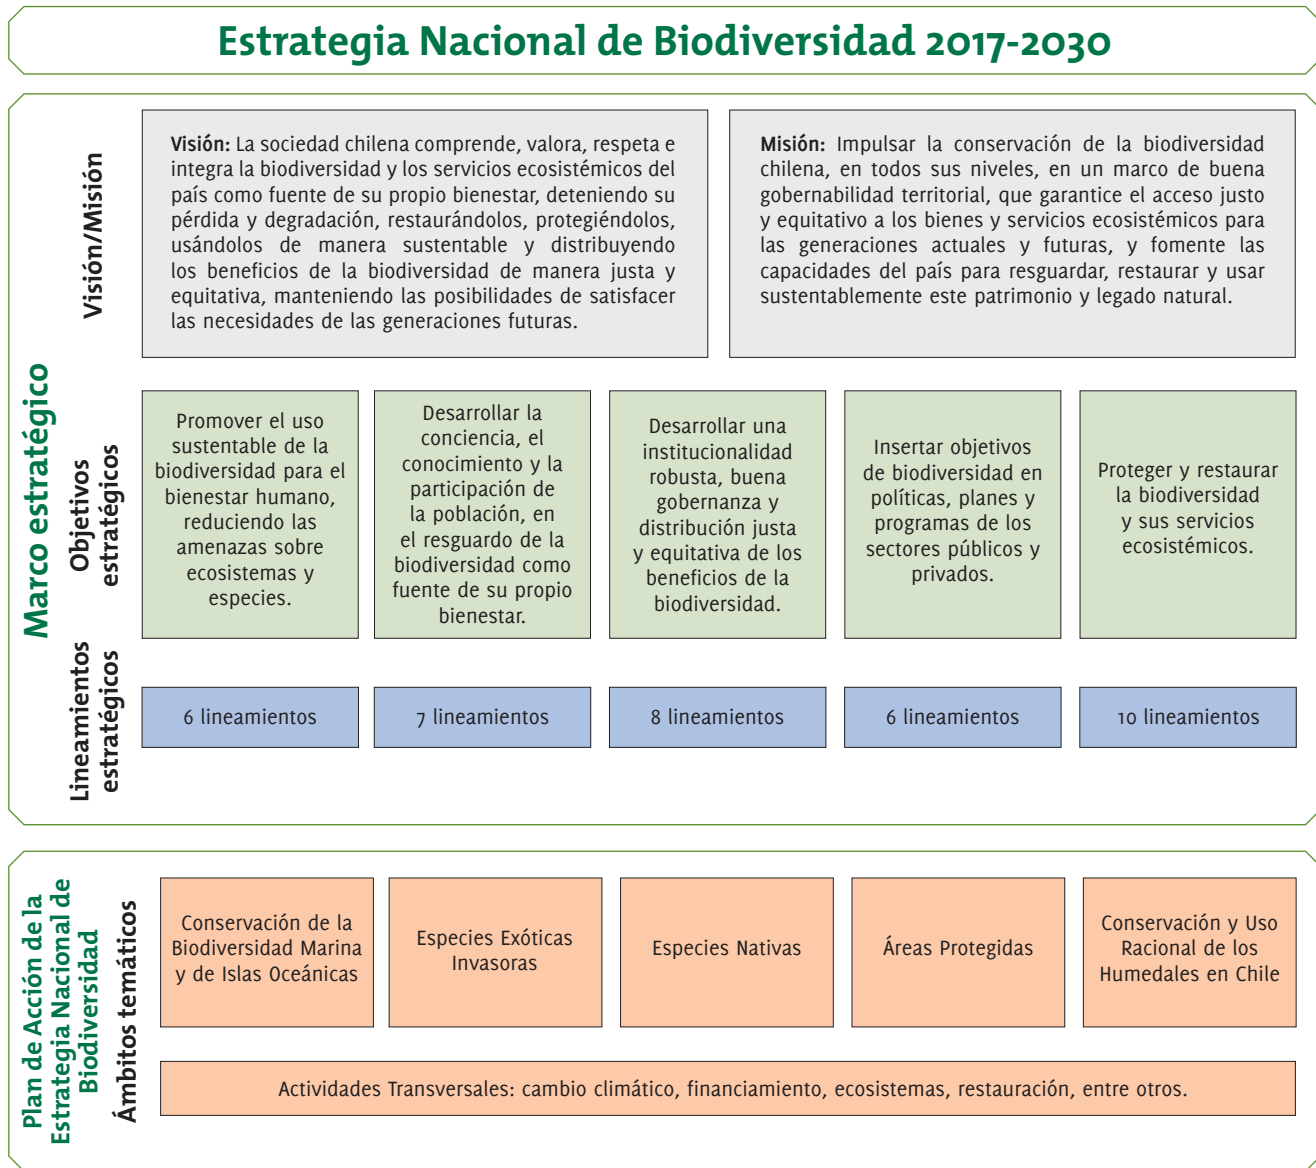 Estrategia Nacional de Biodiversidad 2017-2030
Marco estratégico
Visión/Misión
Visión: La sociedad chilena comprende, valora, respeta e
integra la biodiversidad y los servicios ecosistémicos del
país como fuente de su propio bienestar, deteniendo su
pérdida y degradación, restaurándolos, protegiéndolos,
usándolos de manera sustentable y distribuyendo
los beneficios de la biodiversidad de manera justa y
equitativa, manteniendo las posibilidades de satisfacer
las necesidades de las generaciones futuras.
Misión: Impulsar la conservación de la biodiversidad
chilena, en todos sus niveles, en un marco de buena
gobernabilidad territorial, que garantice el acceso justo
y equitativo a los bienes y servicios ecosistémicos para
las generaciones actuales y futuras, y fomente las
capacidades del país para resguardar, restaurar y usar
sustentablemente este patrimonio y legado natural.
Objetivos
estratégicos
Promover el uso
sustentable de la
biodiversidad para el
bienestar humano,
reduciendo las
amenazas sobre
ecosistemas y
especies.
Desarrollar la
conciencia, el
conocimiento y la
participación de
la población, en
el resguardo de la
biodiversidad como
fuente de su propio
bienestar.
Desarrollar una
institucionalidad
robusta, buena
gobernanza y
distribución justa
y equitativa de los
beneficios de la
biodiversidad.
Insertar objetivos
de biodiversidad en
políticas, planes y
programas de los
sectores públicos y
privados.
Proteger y restaurar
la biodiversidad
y sus servicios
ecosistémicos.
Lineamientos
estratégicos
6 lineamientos
7 lineamientos
8 lineamientos
6 lineamientos
10 lineamientos
Plan de Acción de la
Estrategia Nacional de
Biodiversidad
Ámbitos temáticos
Conservación de la
Biodiversidad Marina
y de Islas Oceánicas
Especies Exóticas
Invasoras
Especies Nativas
Áreas Protegidas
Conservación y Uso
Racional de los
Humedales en Chile
Actividades Transversales: cambio climático, financiamiento, ecosistemas, restauración, entre otros.